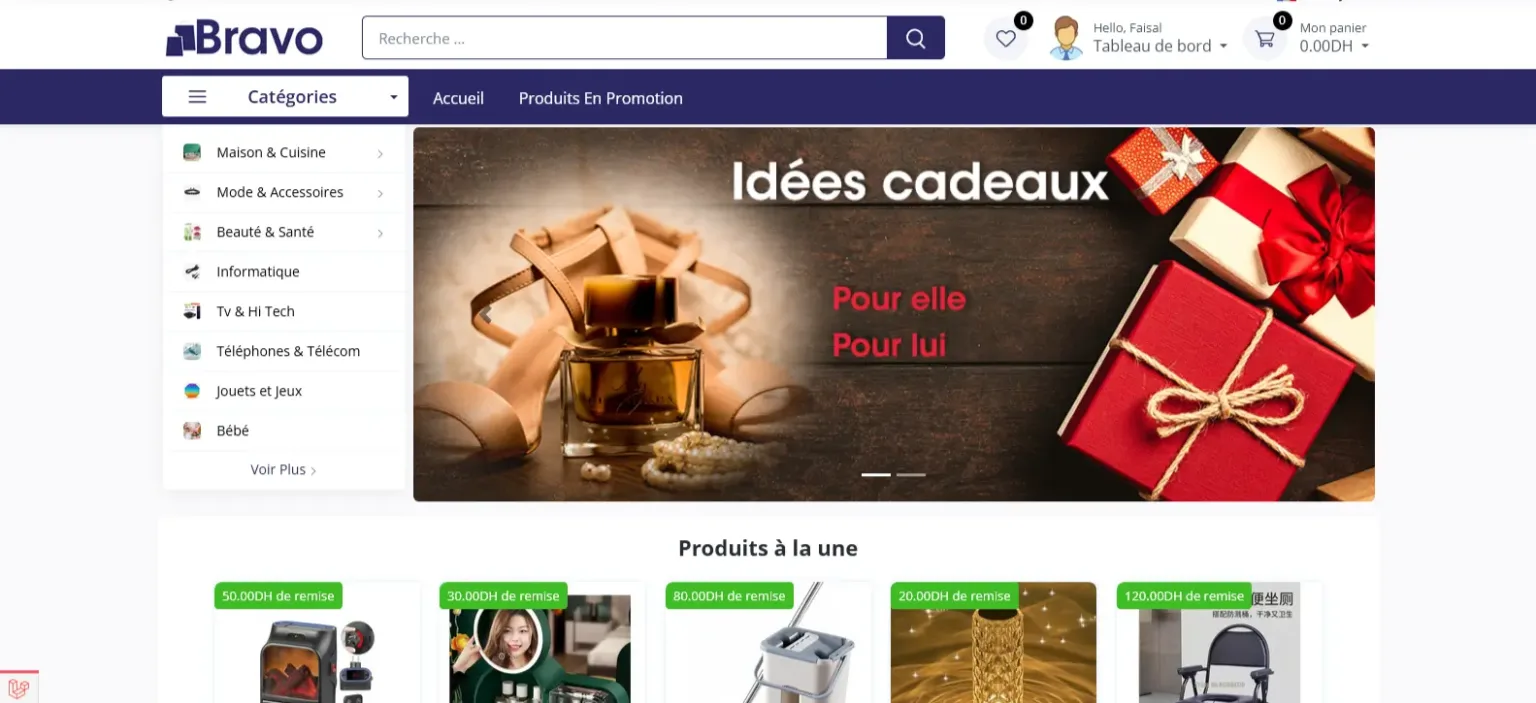 Bravo
Recherche ...
0
Hello, Faisal
Tableau de bord
0
Mon panier
0.00DH
Catégories
Accueil
Produits En Promotion
Maison & Cuisine
Mode & Accessoires
Beauté & Santé
Informatique
Tv & Hi Tech
Téléphones & Télécom
Jouets et Jeux
Bébé
Voir Plus
Idées cadeaux
Pour elle
Pour lui
Produits à la une
50.00DH de remise
30.00DH de remise
80.00DH de remise
20.00DH de remise
120.00DH de remise
便坐厕